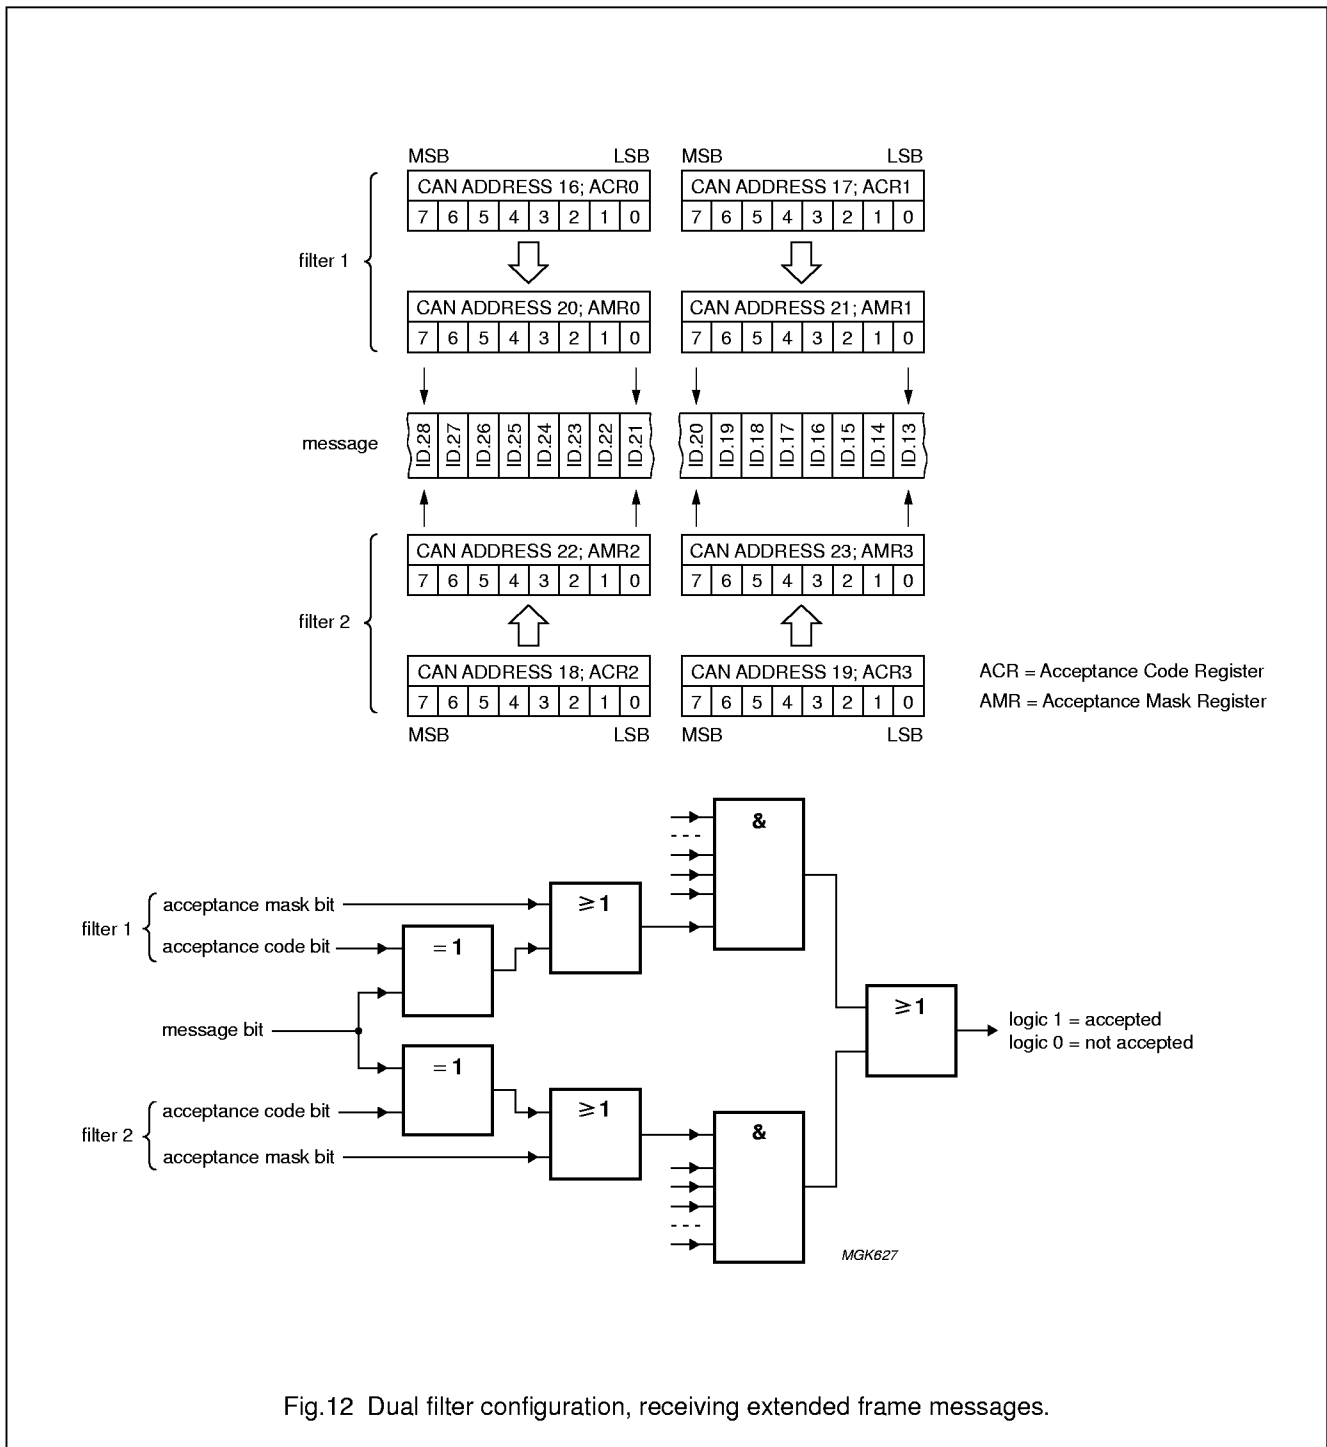 MSB LSB MSB LSB
CAN ADDRESS 16; ACR0 CAN ADDRESS 17; ACR1
7 6 5 4 3 2 1 0 7 6 5 4 3 2 1 0
filter 1
CAN ADDRESS 20; AMR0 CAN ADDRESS 21; AMR1
7 6 5 4 3 2 1 0 7 6 5 4 3 2 1 0
message ID.28 ID.27 ID.26 ID.25 ID.24 ID.23 ID.22 ID.21 ID.20 ID.19 ID.18 ID.17 ID.16 ID.15 ID.14 ID.13
CAN ADDRESS 22; AMR2 CAN ADDRESS 23; AMR3
7 6 5 4 3 2 1 0 7 6 5 4 3 2 1 0
filter 2
CAN ADDRESS 18; ACR2 CAN ADDRESS 19; ACR3
7 6 5 4 3 2 1 0 7 6 5 4 3 2 1 0
MSB LSB MSB LSB
ACR = Acceptance Code Register
AMR = Acceptance Mask Register
&
filter 1
acceptance mask bit
≥1
acceptance code bit
= 1
message bit
≥1
logic 1 = accepted
logic 0 = not accepted
= 1
filter 2
acceptance code bit
≥1
acceptance mask bit
&
MGK627
Fig.12 Dual filter configuration, receiving extended frame messages.